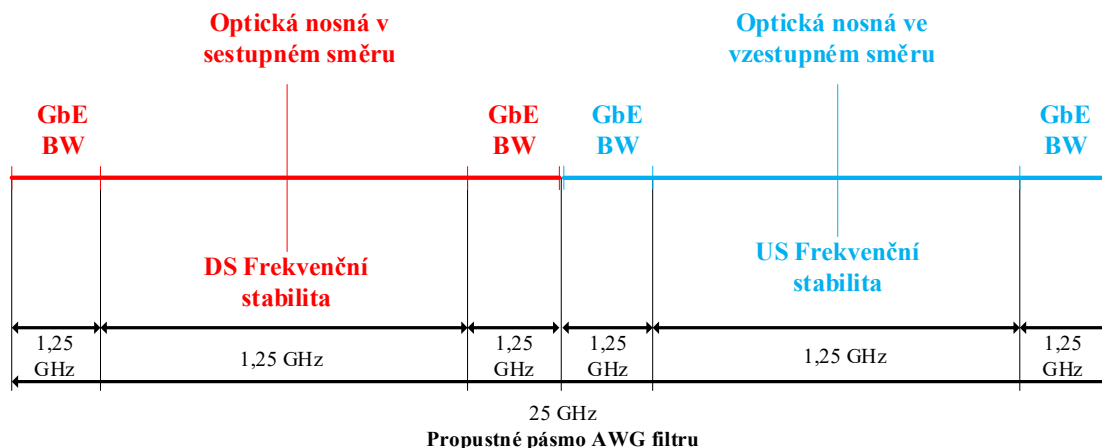 Optická nosná v
sestupném směru
Optická nosná ve
vzestupném směru
GbE
BW
GbE
BW
GbE
BW
GbE
BW
DS Frekvenční
stabilita
US Frekvenční
stabilita
1,25
GHz
1,25 GHz
1,25
GHz
1,25
GHz
1,25 GHz
1,25
GHz
25 GHz
Propustné pásmo AWG filtru